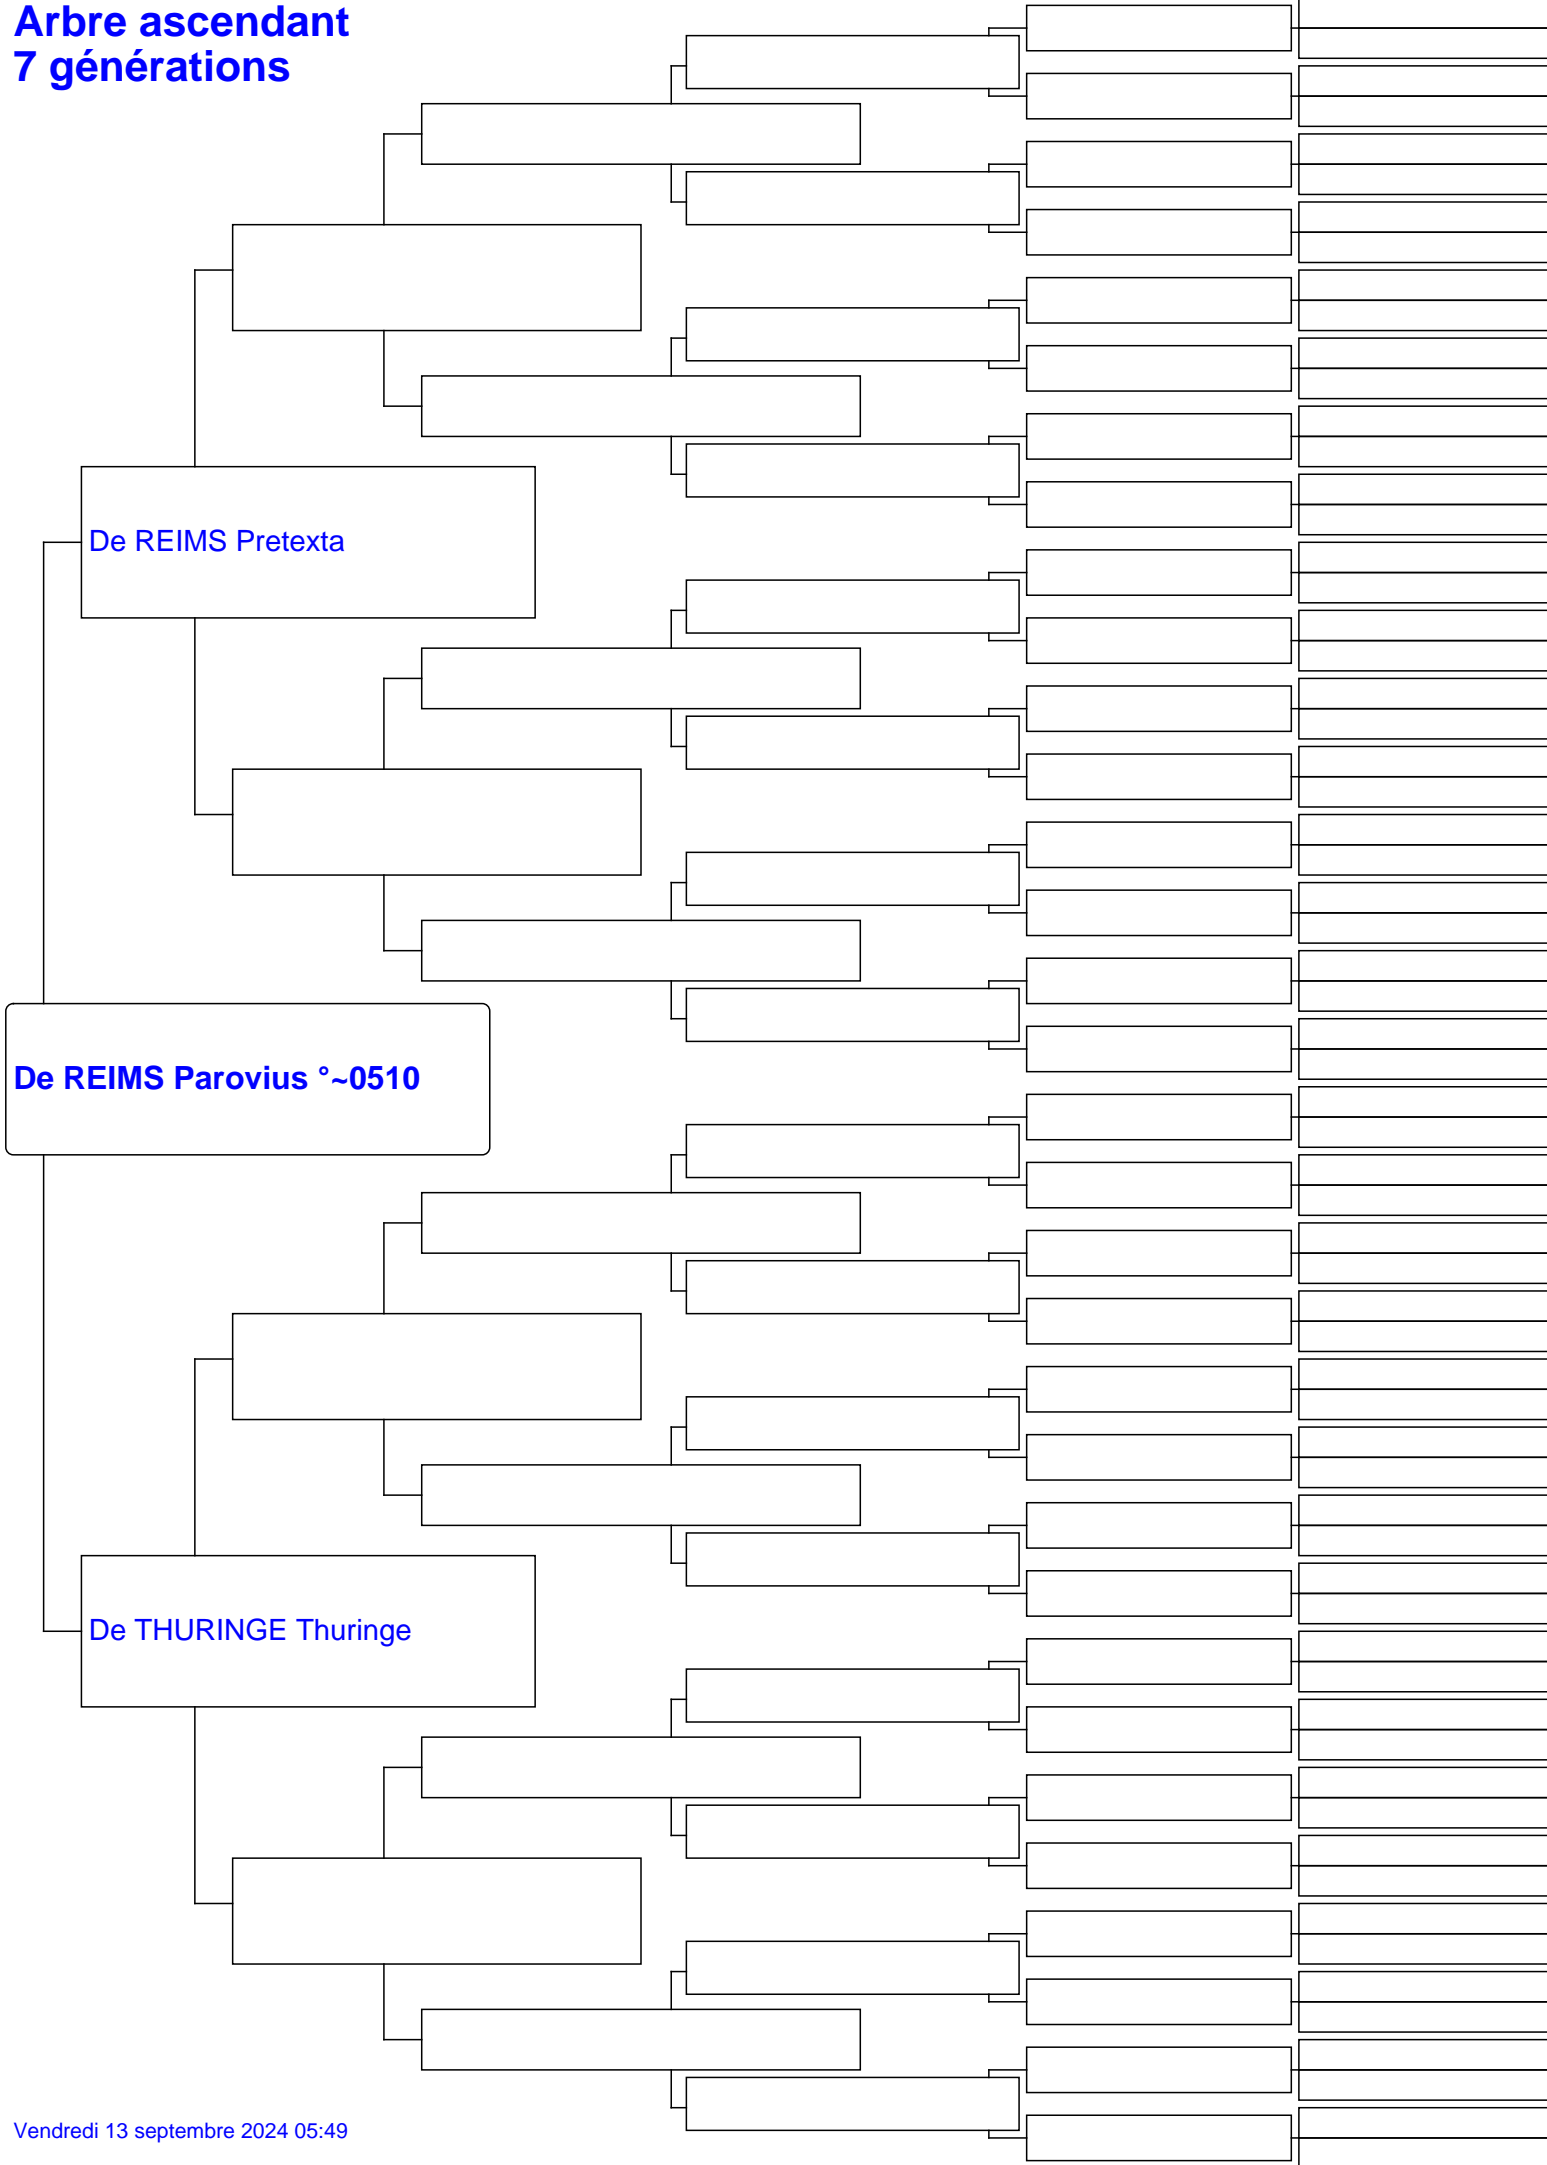 Arbre ascendant
7 générations
De REIMS Pretexta
De REIMS Parovius °~0510
De THURINGE Thuringe
Vendredi 13 septembre 2024 05:49